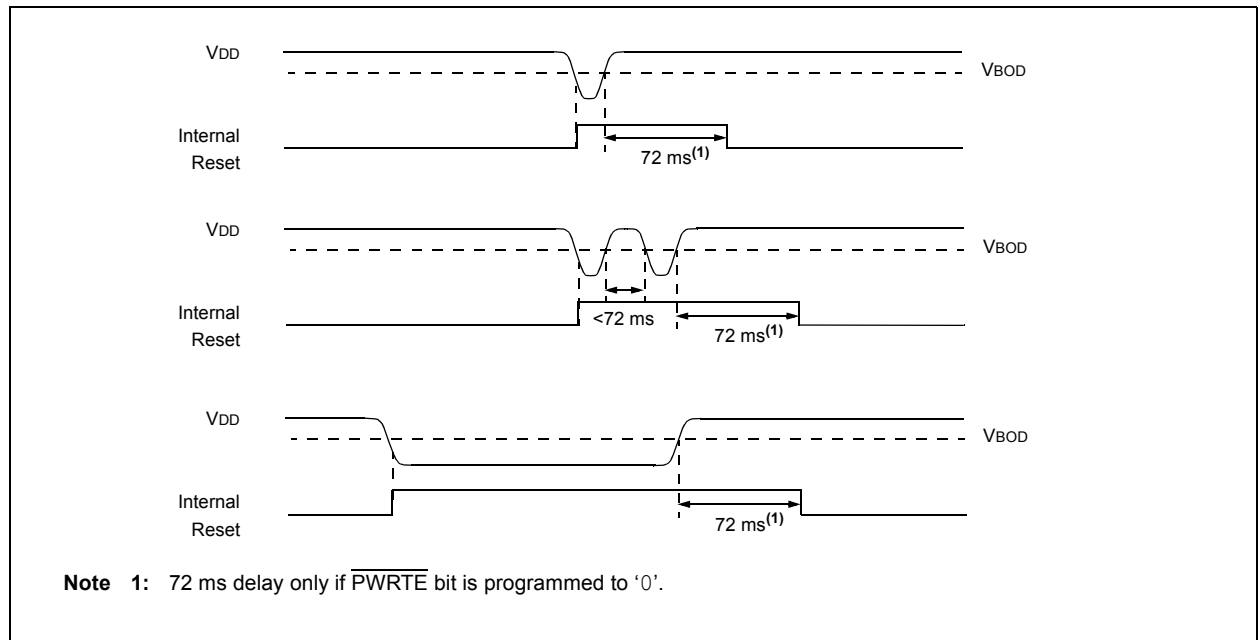 VDD
VBOD
Internal
Reset
72 ms(1)
VDD
VBOD
Internal
Reset
<72 ms
72 ms(1)
VDD
VBOD
Internal
Reset
72 ms(1)
Note 1: 72 ms delay only if PWRTE bit is programmed to ‘0’.